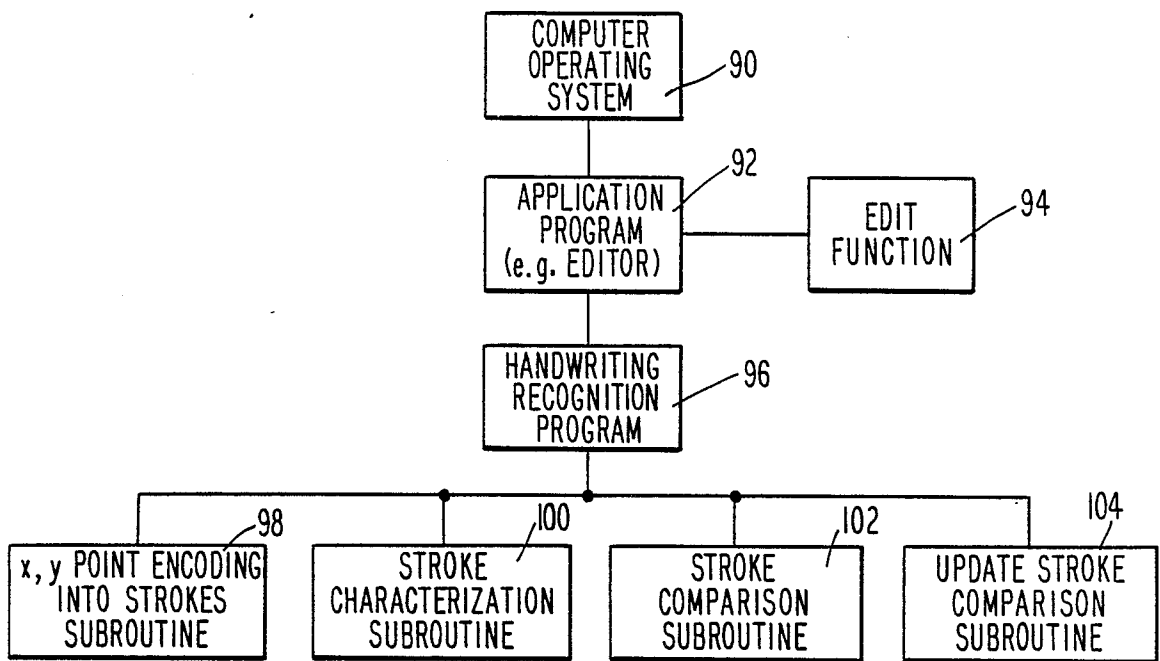 COMPUTER
OPERATING
SYSTEM
90
APPLICATION
PROGRAM
(e.g. EDITOR)
92
EDIT
FUNCTION
94
HANDWRITING
RECOGNITION
PROGRAM
96
x, y POINT ENCODING
INTO STROKES
SUBROUTINE
98
STROKE
CHARACTERIZATION
SUBROUTINE
100
STROKE
COMPARISON
SUBROUTINE
102
UPDATE STROKE
COMPARISON
SUBROUTINE
104